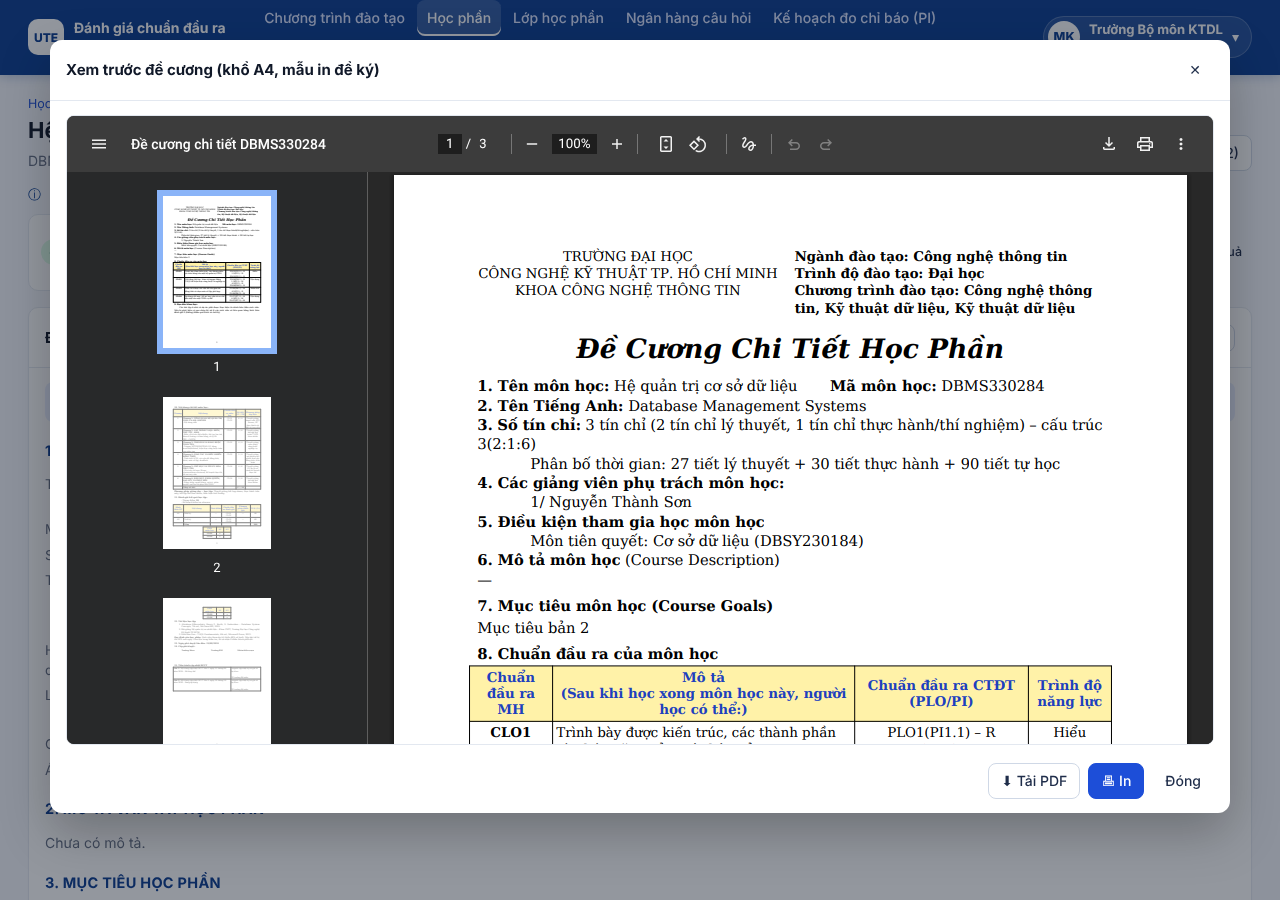 UTE
Đánh giá chuẩn đầu ra
Chương trình đào tạo
Học phần
Lớp học phần
Ngân hàng câu hỏi
Kế hoạch đo chỉ báo (PI)
MK
Trưởng Bộ môn KTDL
Xem trước đề cương (khổ A4, mẫu in để ký)
Đề cương chi tiết DBMS330284
1 / 3
100%
1
2
TRƯỜNG ĐẠI HỌC
CÔNG NGHỆ KỸ THUẬT TP. HỒ CHÍ MINH
KHOA CÔNG NGHỆ THÔNG TIN
Ngành đào tạo: Công nghệ thông tin
Trình độ đào tạo: Đại học
Chương trình đào tạo: Công nghệ thông
tin, Kỹ thuật dữ liệu, Kỹ thuật dữ liệu
Đề Cương Chi Tiết Học Phần
1. Tên môn học: Hệ quản trị cơ sở dữ liệu Mã môn học: DBMS330284
2. Tên Tiếng Anh: Database Management Systems
3. Số tín chỉ: 3 tín chỉ (2 tín chỉ lý thuyết, 1 tín chỉ thực hành/thí nghiệm) – cấu trúc
3(2:1:6)
Phân bố thời gian: 27 tiết lý thuyết + 30 tiết thực hành + 90 tiết tự học
4. Các giảng viên phụ trách môn học:
1/ Nguyễn Thành Sơn
5. Điều kiện tham gia học môn học
Môn tiên quyết: Cơ sở dữ liệu (DBSY230184)
6. Mô tả môn học (Course Description)
—
7. Mục tiêu môn học (Course Goals)
Mục tiêu bản 2
8. Chuẩn đầu ra của môn học
Chuẩn
đầu ra
MH
Mô tả
(Sau khi học xong môn học này, người
học có thể:)
Chuẩn đầu ra CTĐT
(PLO/PI)
Trình độ
năng lực
CLO1
Trình bày được kiến trúc, các thành phần
PLO1(PI1.1) – R
Hiểu
Tải PDF
In
Đóng
Chưa có mô tả.
3. MỤC TIÊU HỌC PHẦN